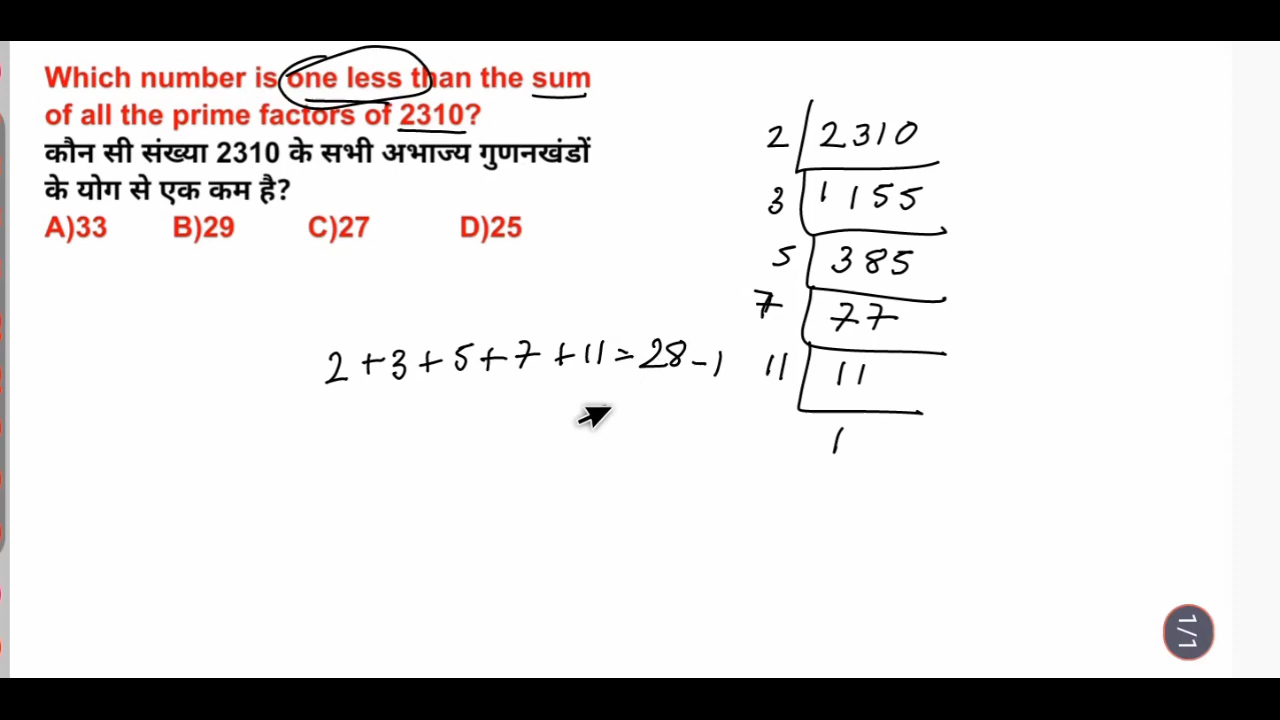 Which number is one less than the sum
of all the prime factors of 2310?
कौन सी संख्या 2310 के सभी अभाज्य गुणनखंडों
के योग से एक कम है?
A)33 B)29 C)27 D)25
2 2310
3 1155
5 385
7 77
11 11
1
2+3+5+7+11=28-1
1/1